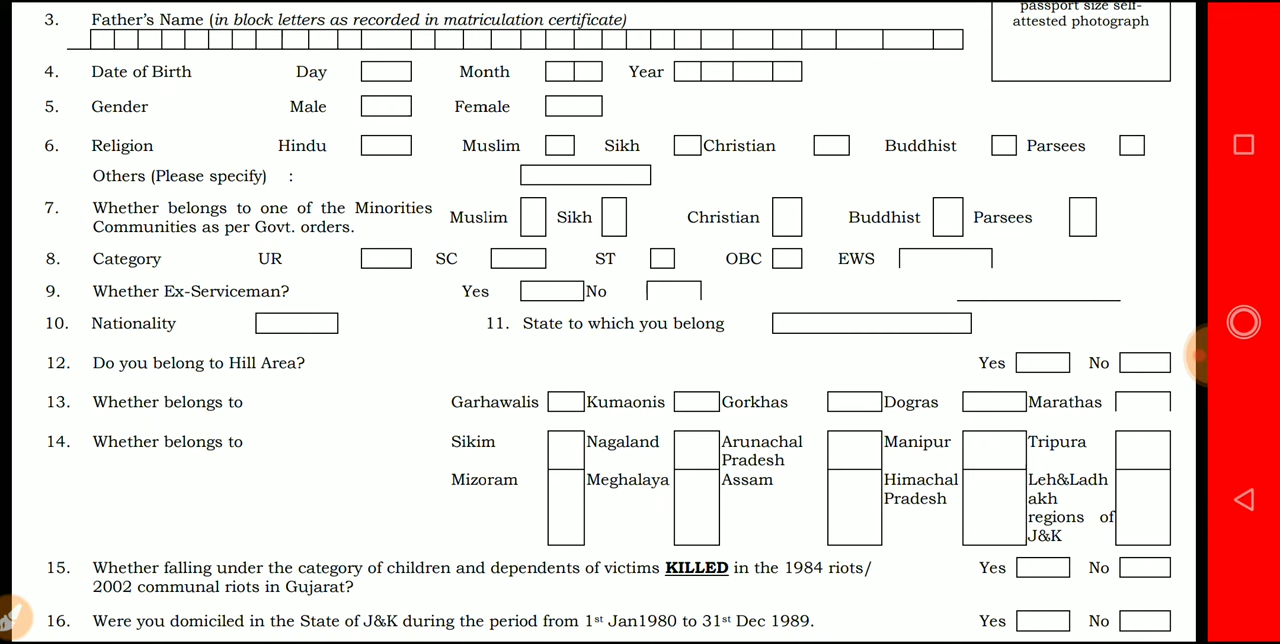 passport size self-
attested photograph
3. Father's Name (in block letters as recorded in matriculation certificate)
4. Date of Birth Day Month Year
5. Gender Male Female
6. Religion Hindu Muslim Sikh Christian Buddhist Parsees
Others (Please specify) :
7. Whether belongs to one of the Minorities Communities as per Govt. orders. Muslim Sikh Christian Buddhist Parsees
8. Category UR SC ST OBC EWS
9. Whether Ex-Serviceman? Yes No
10. Nationality 11. State to which you belong
12. Do you belong to Hill Area? Yes No
13. Whether belongs to Garhawalis Kumaonis Gorkhas Dogras Marathas
14. Whether belongs to Sikim Nagaland Arunachal Pradesh Manipur Tripura
Mizoram Meghalaya Assam Himachal Pradesh Leh&Ladh
akh
regions of
J&K
15. Whether falling under the category of children and dependents of victims KILLED in the 1984 riots/ Yes No
2002 communal riots in Gujarat?
16. Were you domiciled in the State of J&K during the period from 1st Jan1980 to 31st Dec 1989. Yes No